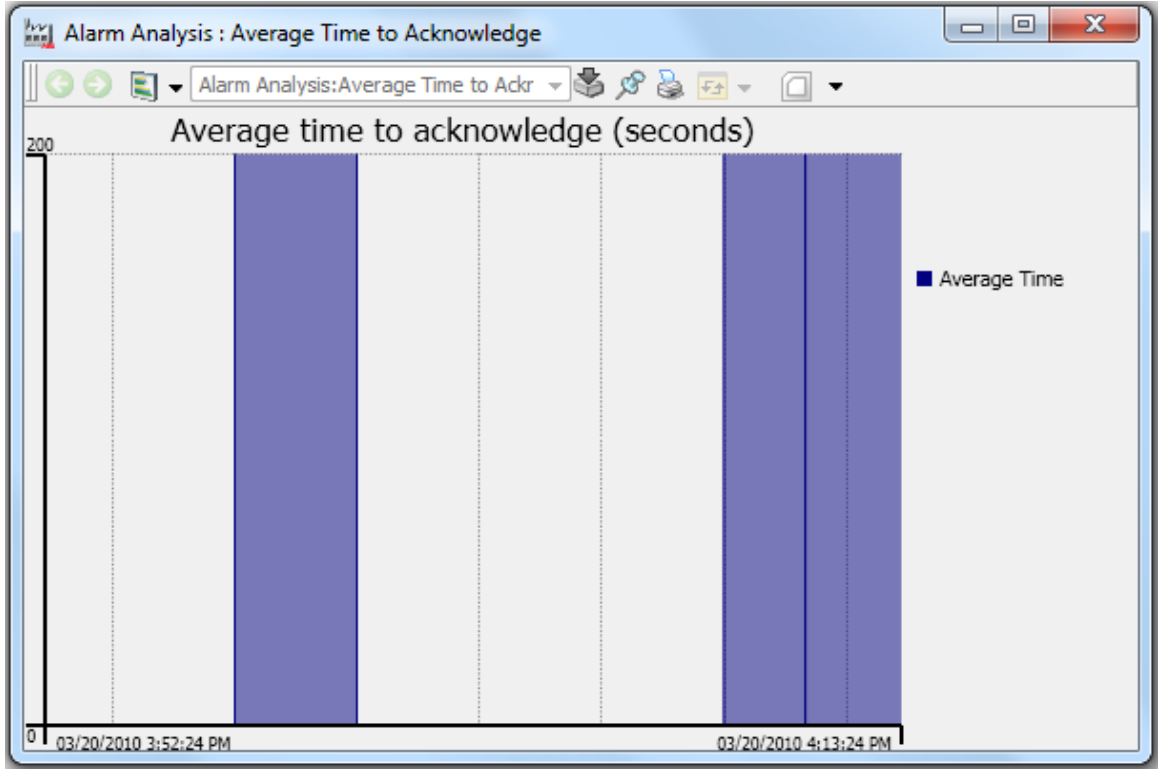 Alarm Analysis : Average Time to Acknowledge
Alarm Analysis:Average Time to Ackr
Average time to acknowledge (seconds)
200
Average Time
0
03/20/2010 3:52:24 PM
03/20/2010 4:13:24 PM